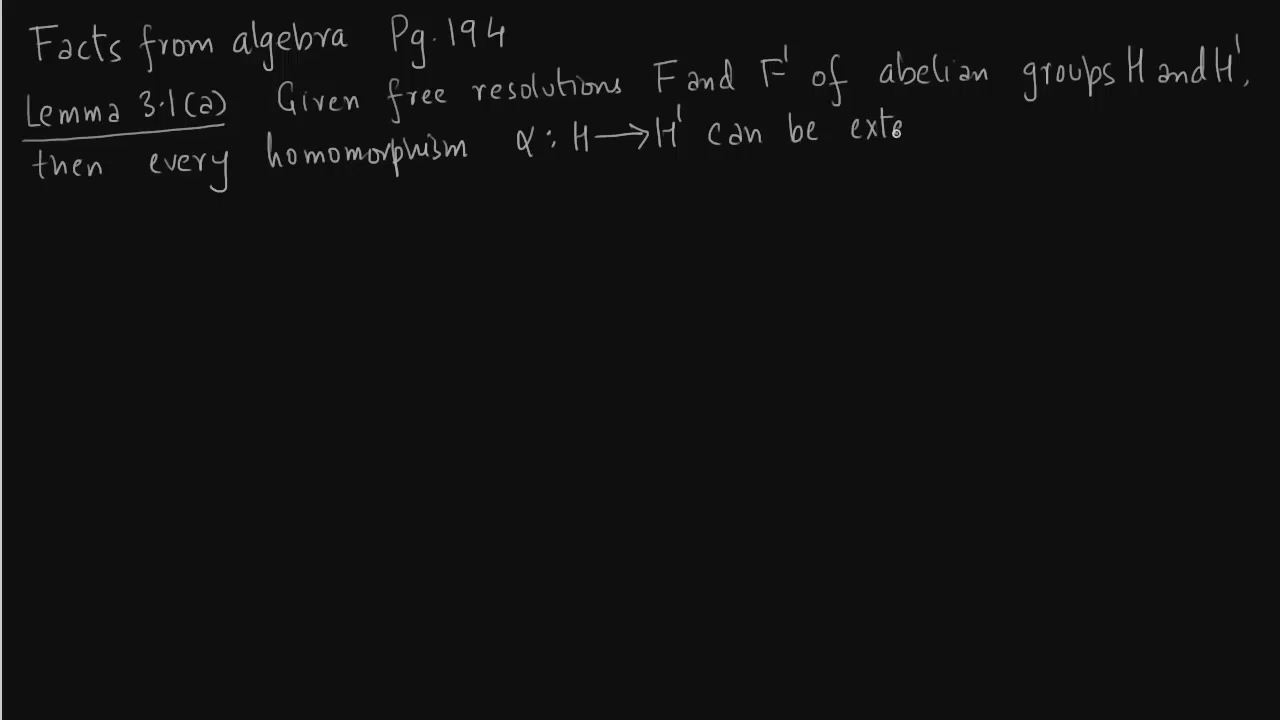 Facts from algebra Pg. 194
Lemma 3.1(a) Given free resolutions F and F' of abelian groups H and H',
then every homomorphism α : H → H' can be exte